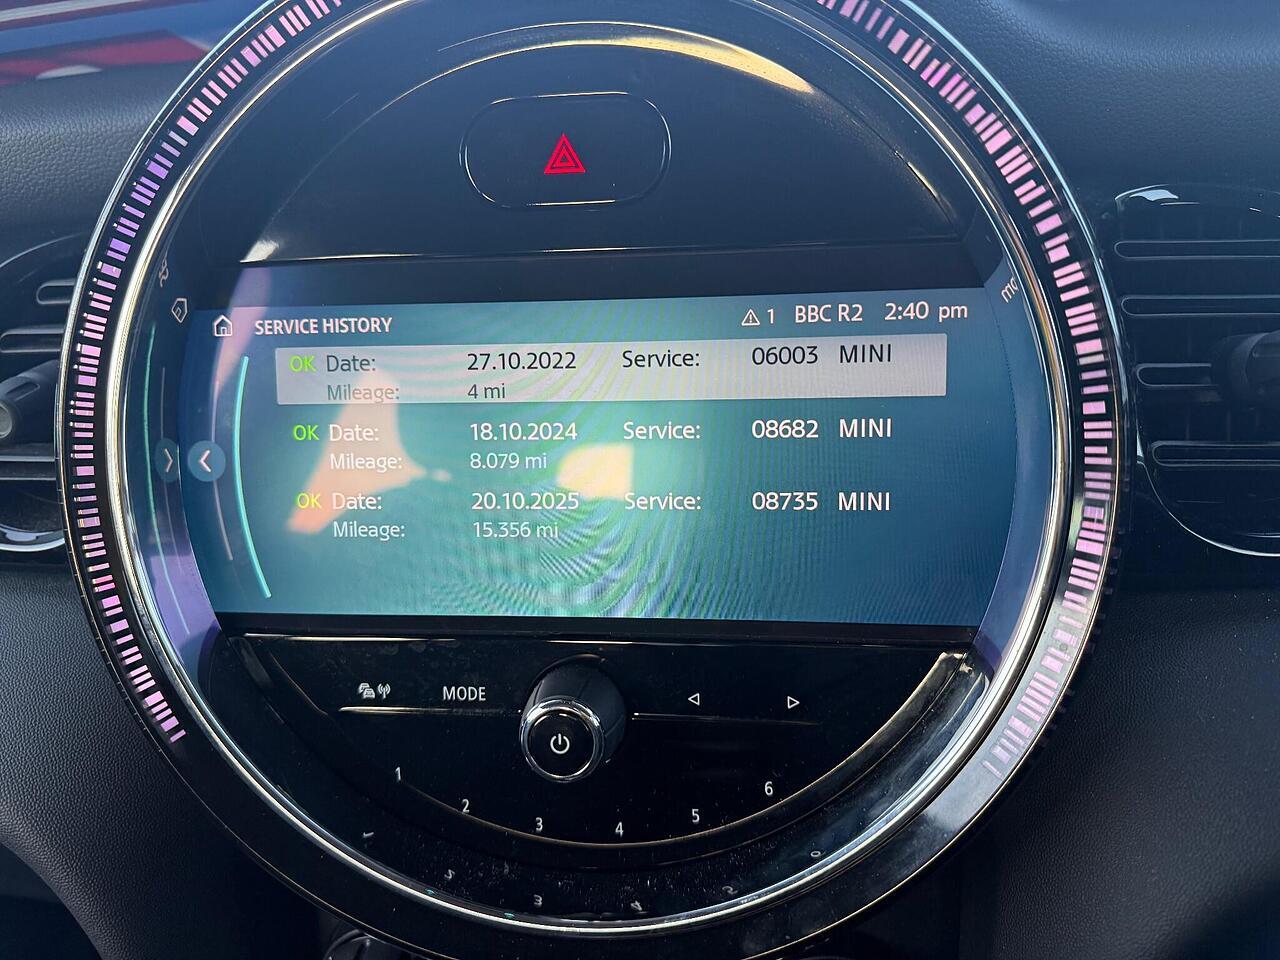 SERVICE HISTORY 1 BBC R2 2:40 pm
OK Date: 27.10.2022 Service: 06003 MINI
Mileage: 4 mi
OK Date: 18.10.2024 Service: 08682 MINI
Mileage: 8.079 mi
OK Date: 20.10.2025 Service: 08735 MINI
Mileage: 15.356 mi
MODE
1 2 3 4 5 6